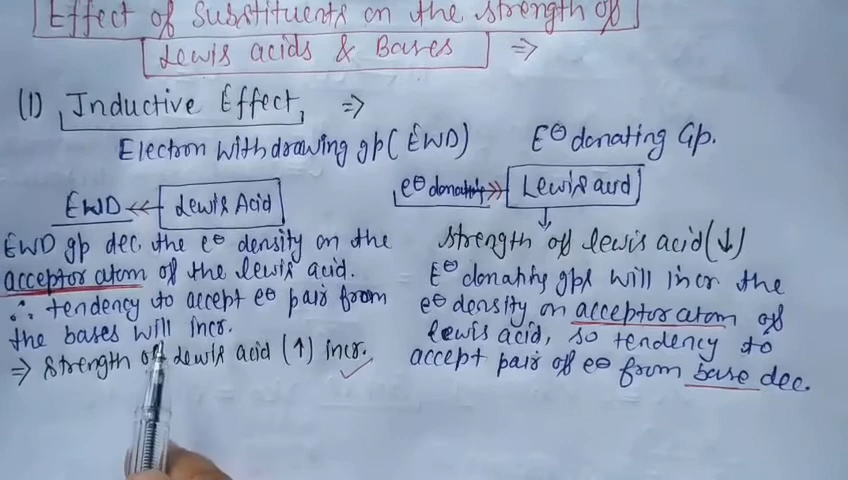 Effect of Substituents on the strength of
Lewis acids & Bases ⇒
(1) Inductive Effect ⇒
Electron withdrawing gp (EWD)
EWD ↞ Lewis Acid
EWD gp dec. the e⊖ density on the
acceptor atom of the lewis acid.
∴ tendency to accept e⊖ pair from
the bases will incr.
⇒ Strength of Lewis acid (↑) incr. ✓
E⊖ donating Gp.
e⊖ donating ↠ Lewis acid
↓
Strength of lewis acid (↓)
E⊖ donating gps will incr the
e⊖ density on acceptor atom of
lewis acid, so tendency to
accept pair of e⊖ from base dec.